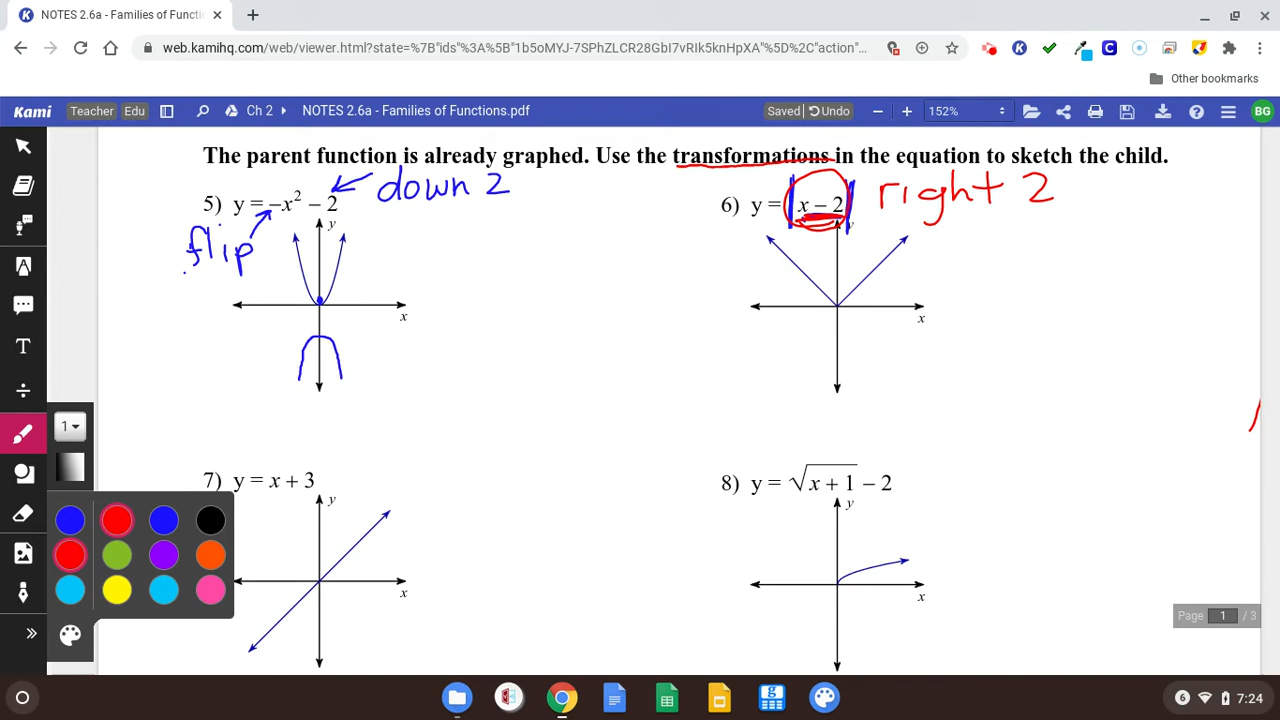 NOTES 2.6a - Families of Functio
web.kamihq.com/web/viewer.html?state=%7B"ids"%3A%5B"1b5oMYJ-7SPhZLCR28GbI7vRIk5knHpXA"%5D%2C"action"...
Other bookmarks
Kami Teacher Edu Ch 2 NOTES 2.6a - Families of Functions.pdf Saved Undo 152% BG
The parent function is already graphed. Use the transformations in the equation to sketch the child.
5) y = –x² – 2 down 2
flip
y
x
6) y = |x – 2| right 2
y
x
7) y = x + 3
y
x
8) y = √(x + 1) – 2
y
x
1
Page 1 / 3
6 7:24